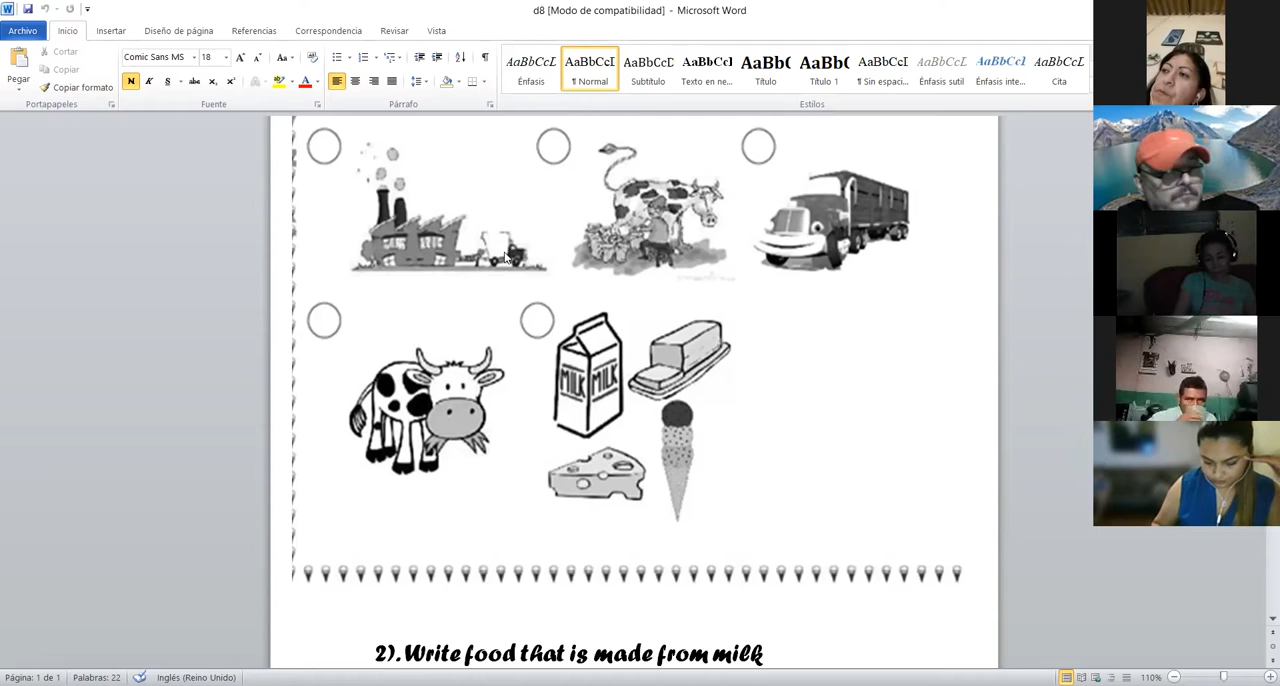 d8 [Modo de compatibilidad] - Microsoft Word
Archivo Inicio Insertar Diseño de página Referencias Correspondencia Revisar Vista
Pegar
Cortar
Copiar
Copiar formato
Portapapeles
Comic Sans MS 18
Fuente
Párrafo
AaBbCcL AaBbCcI AaBbCcD AaBbCcI AaBb( AaBb( AaBbCcI AaBbCcL AaBbCcI AaBbCcL
Énfasis ¶ Normal Subtítulo Texto en ne... Título Título 1 ¶ Sin espaci... Énfasis sutil Énfasis inte... Cita
Estilos
MILK MILK
2). Write food that is made from milk
Página: 1 de 1 Palabras: 22 Inglés (Reino Unido) 110%